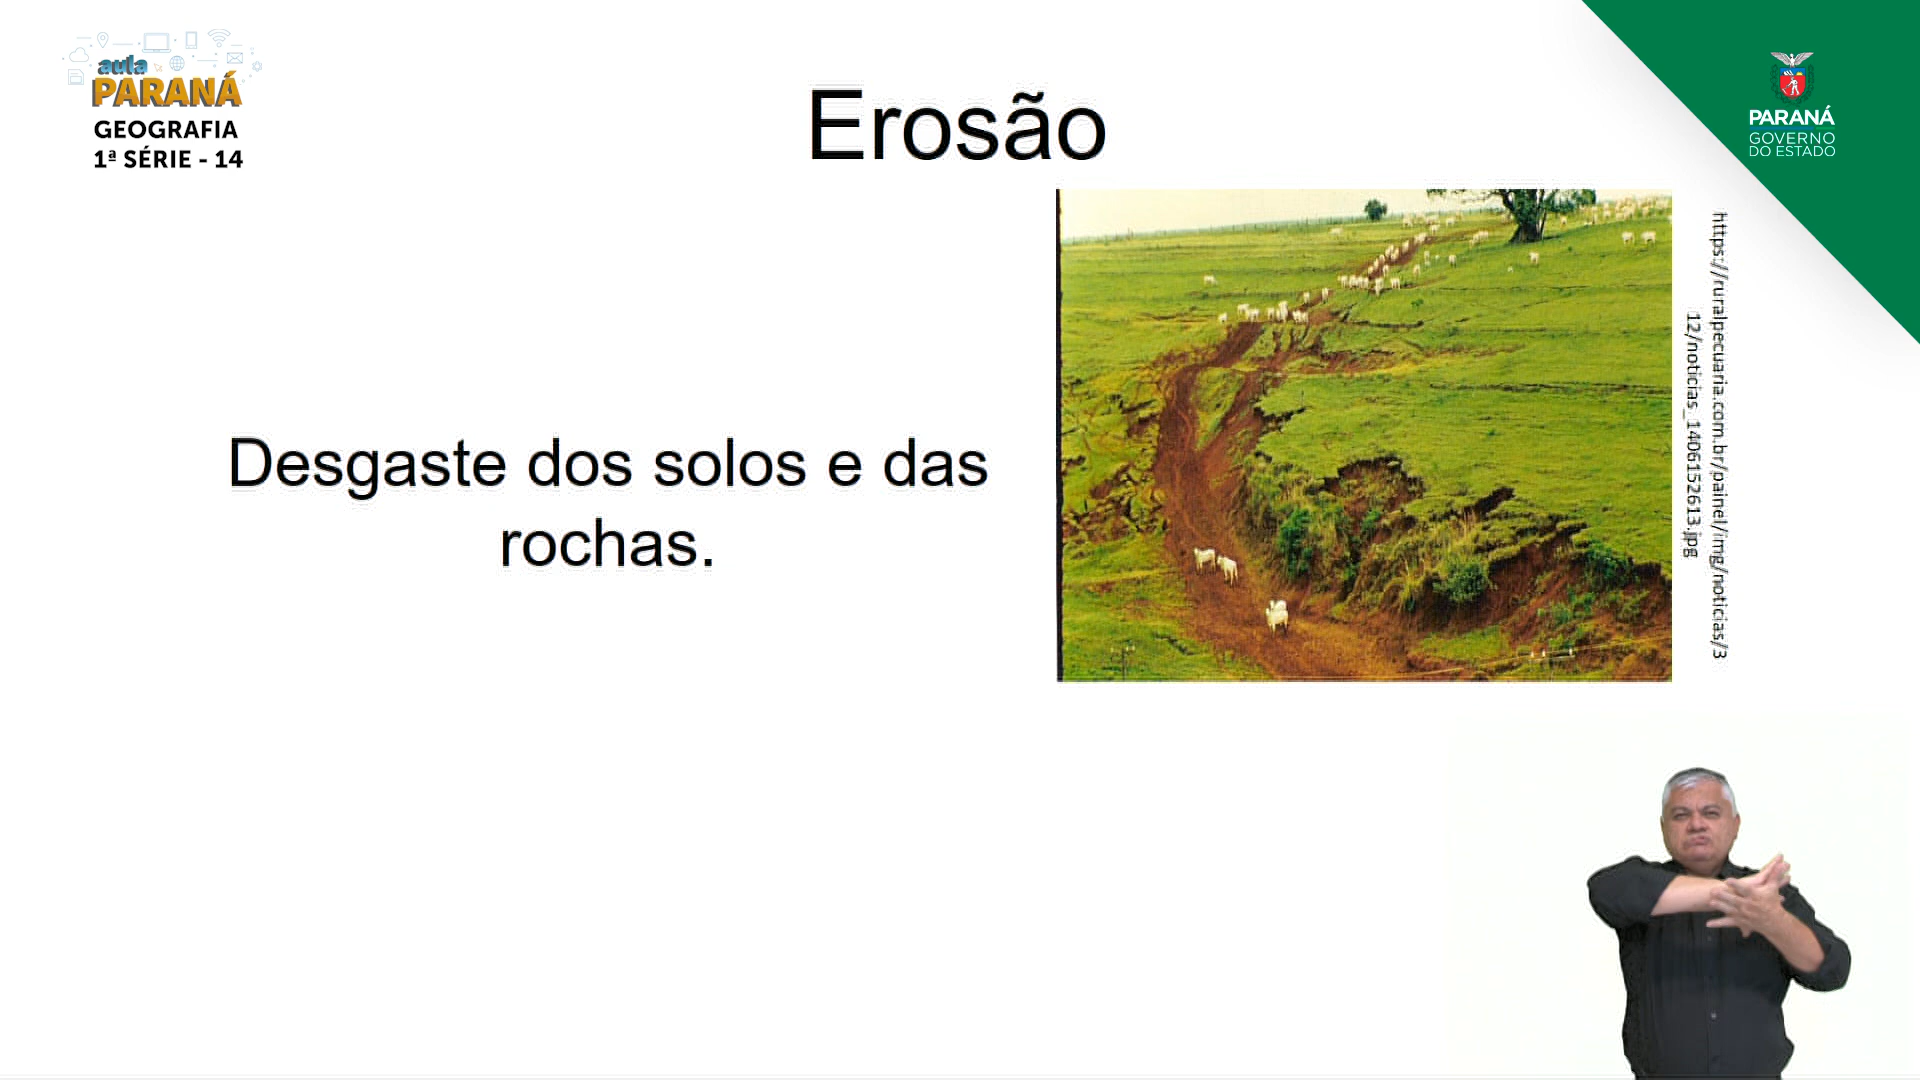 aula
PARANÁ
GEOGRAFIA
1ª SÉRIE - 14
Erosão
PARANÁ
GOVERNO
DO ESTADO
Desgaste dos solos e das
rochas.
https://ruralpecuaria.com.br/painel/img/noticias/3
12/noticias_1406152613.jpg